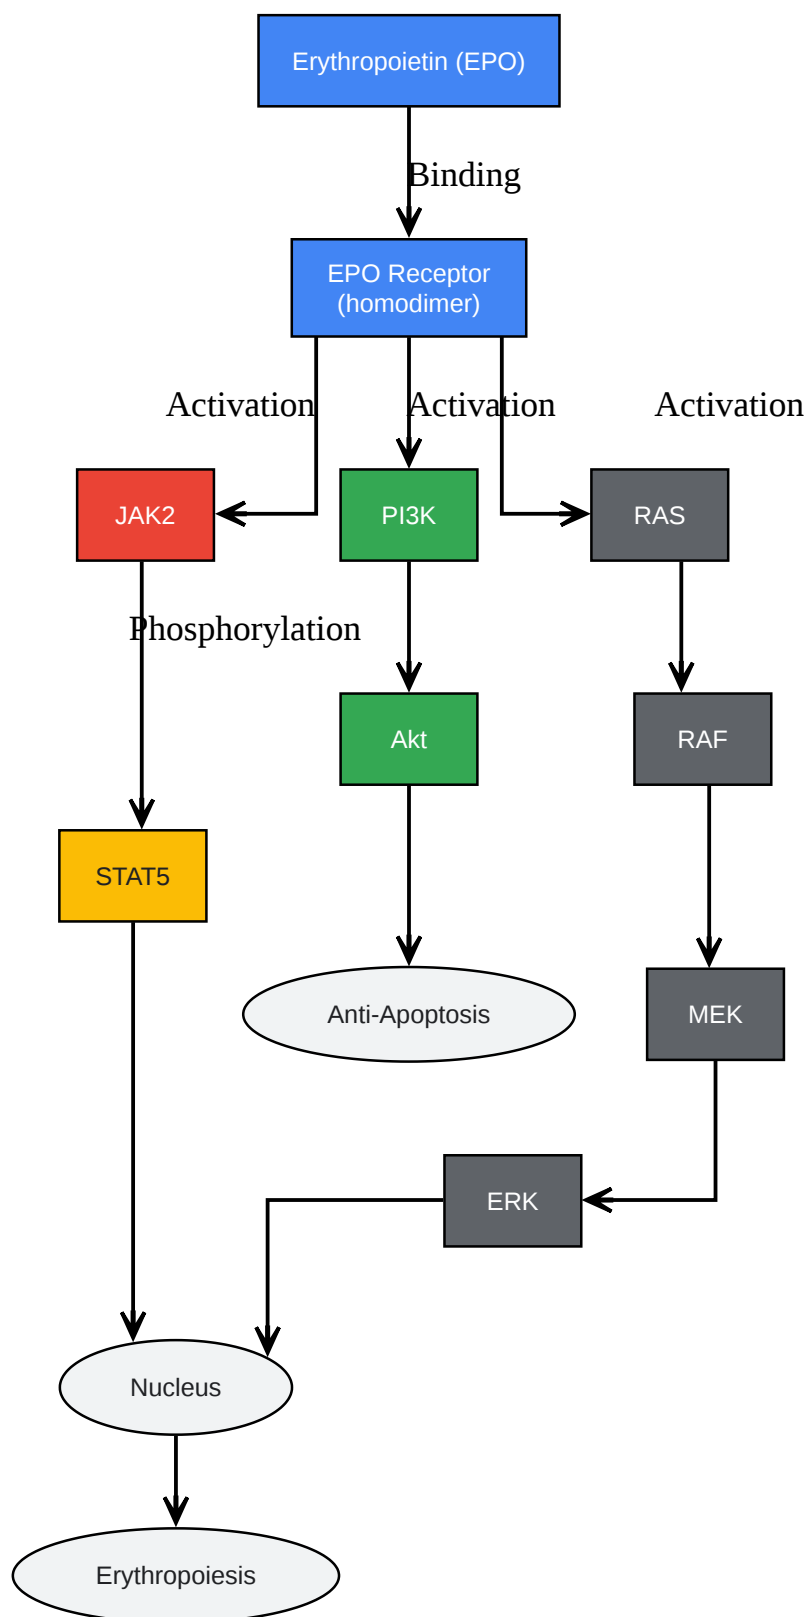 Erythropoietin (EPO)
Binding
EPO Receptor
(homodimer)
Activation
Activation
Activation
JAK2
PI3K
RAS
Phosphorylation
Akt
RAF
STAT5
Anti-Apoptosis
MEK
ERK
Nucleus
Erythropoiesis